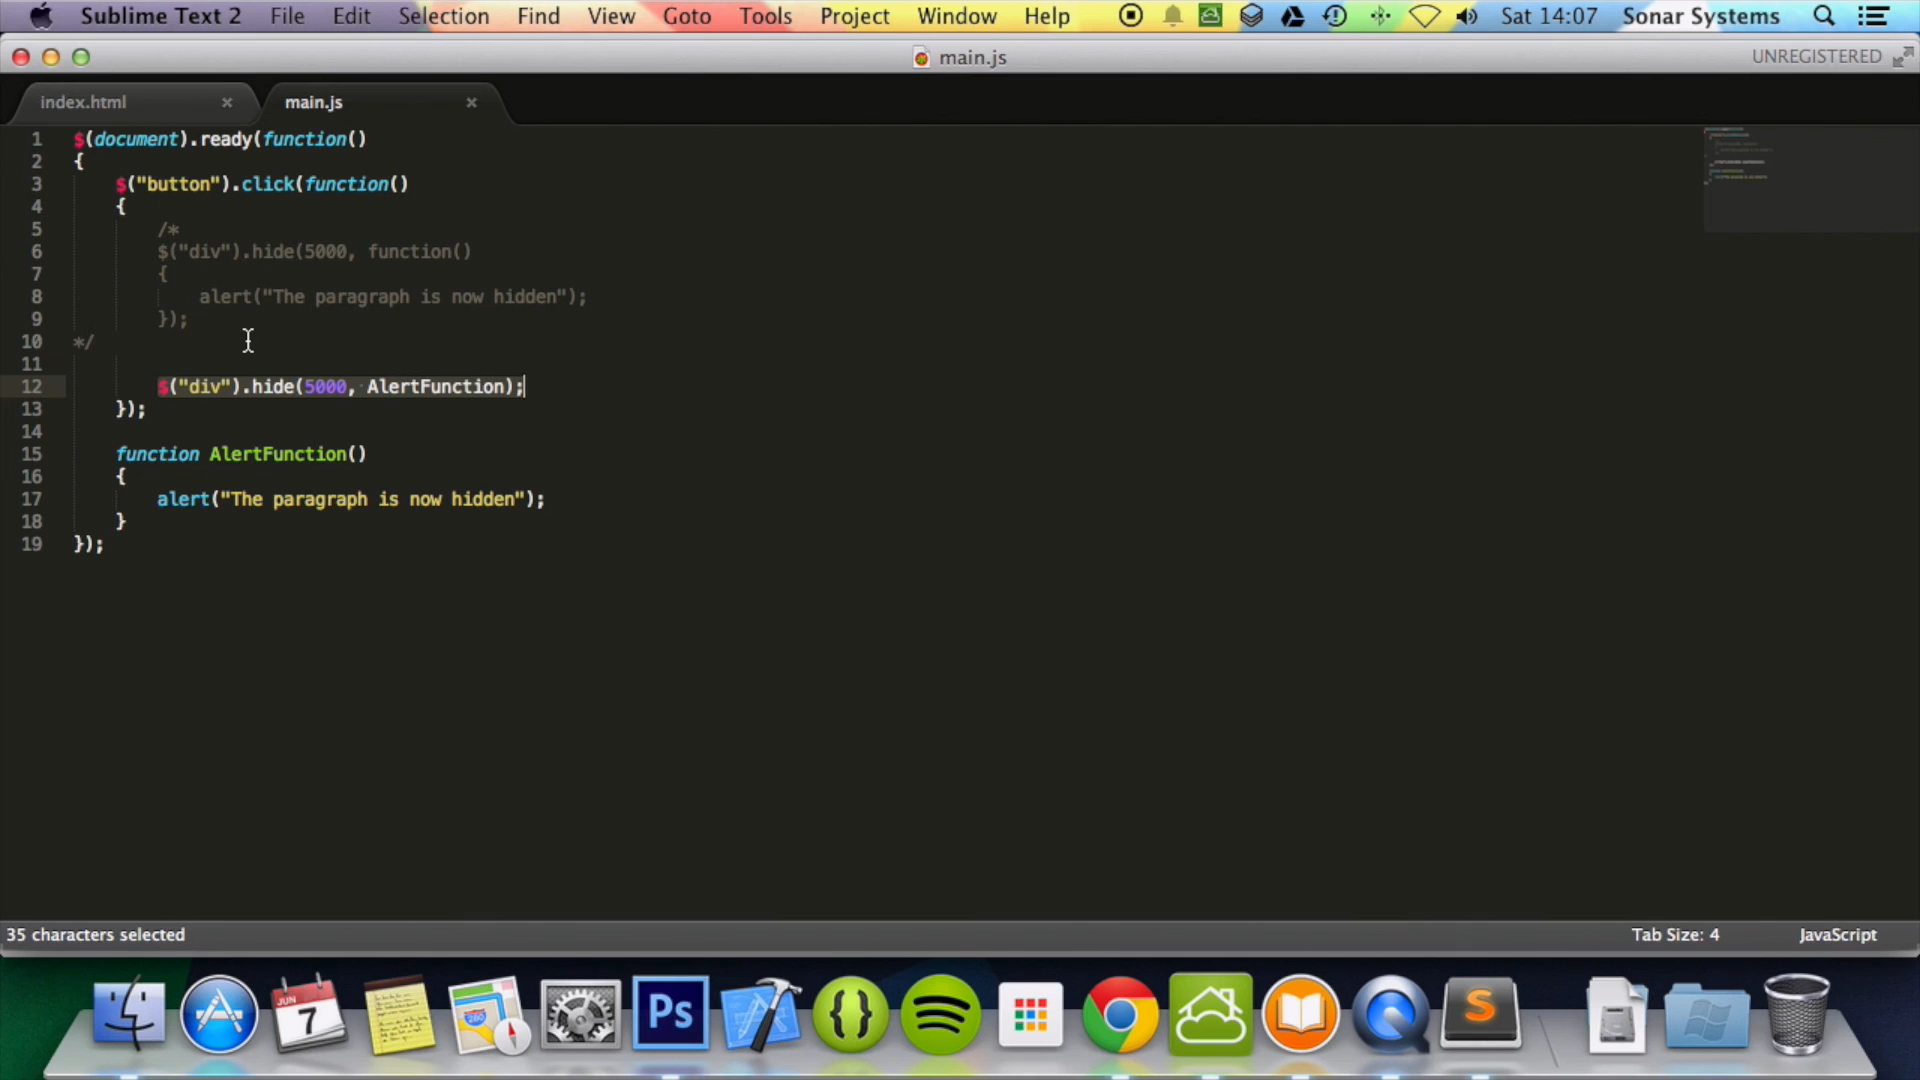 Sublime Text 2 File Edit Selection Find View Goto Tools Project Window Help Sat 14:07 Sonar Systems
main.js UNREGISTERED
index.html × main.js ×
1 $(document).ready(function()
2 {
3 $("button").click(function()
4 {
5 /*
6 $("div").hide(5000, function()
7 {
8 alert("The paragraph is now hidden");
9 });
10 */
11
12 $("div").hide(5000, AlertFunction);
13 });
14
15 function AlertFunction()
16 {
17 alert("The paragraph is now hidden");
18 }
19 });
35 characters selected Tab Size: 4 JavaScript
JUN
7
280
Ps
{}
S